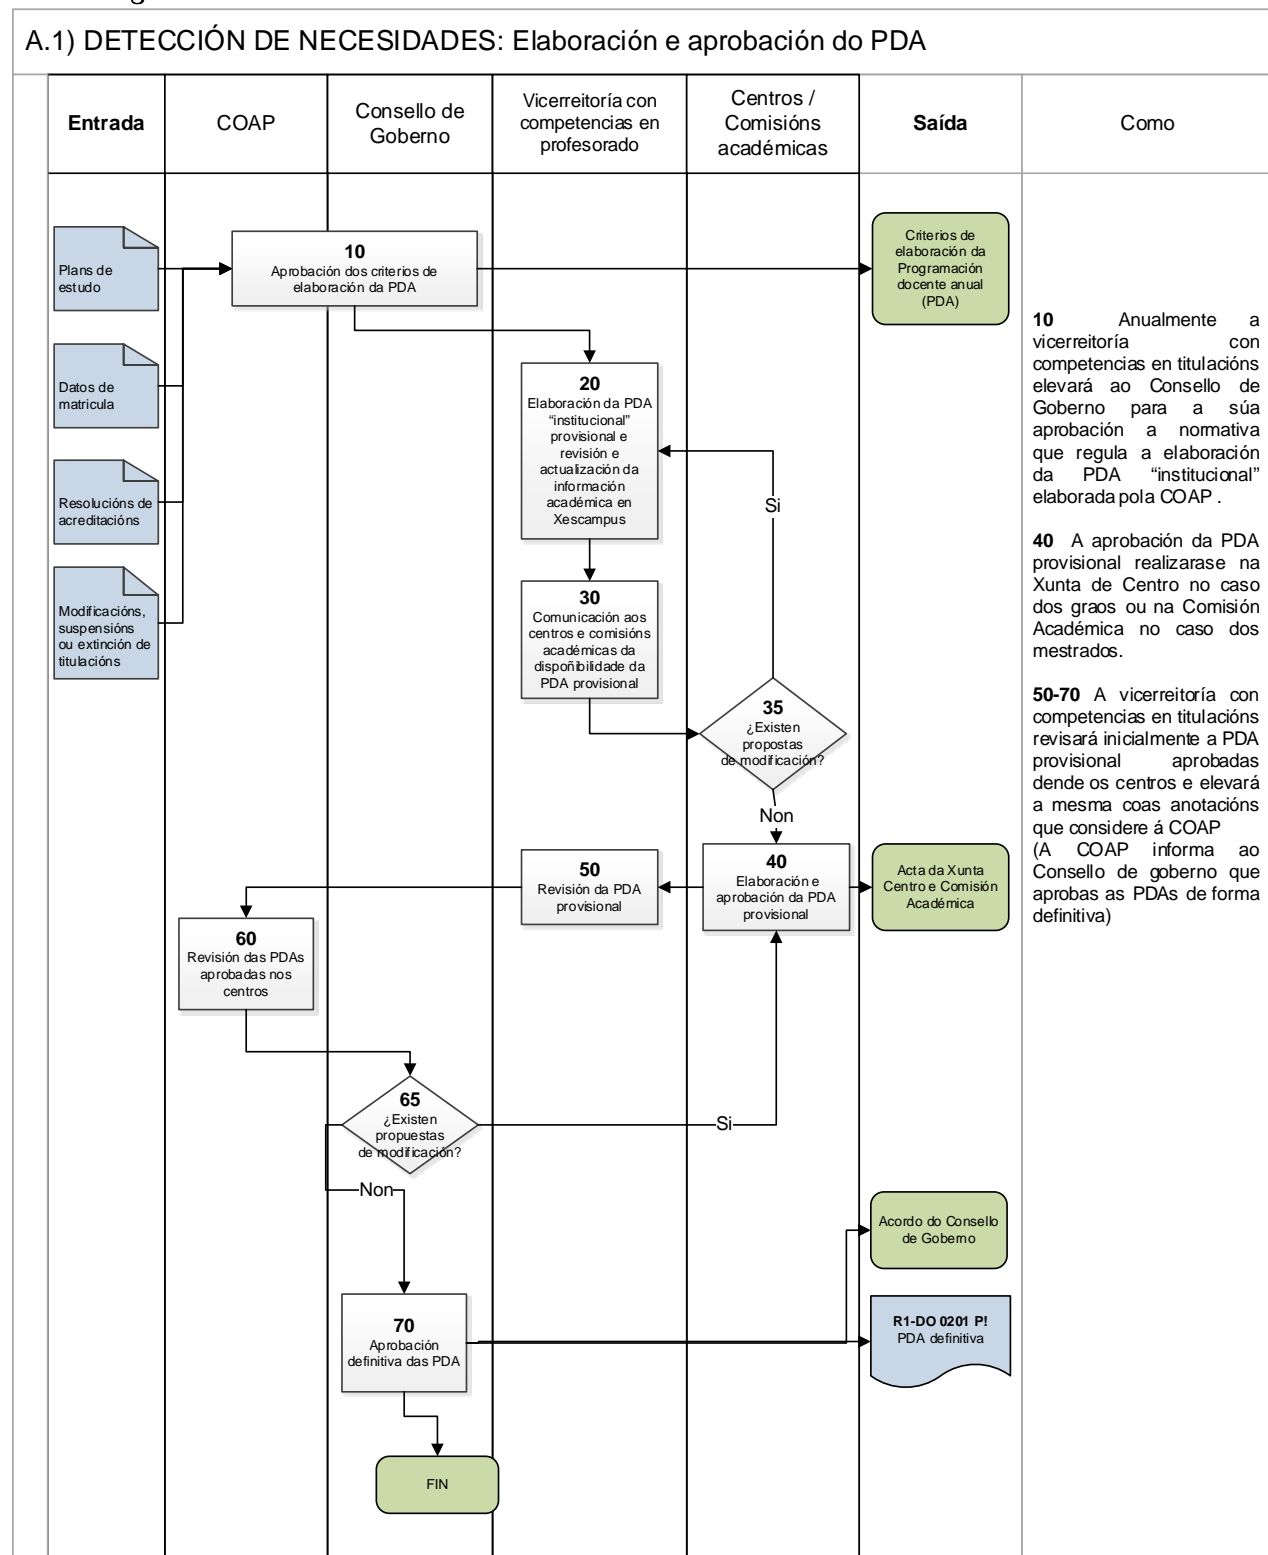 A.1) DETECCIÓN DE NECESIDADES: Elaboración e aprobación do PDA
Entrada
COAP
Consello de
Goberno
Vicerreitoría con
competencias en
profesorado
Centros /
Comisións
académicas
Saída
Como
Plans de
estudo
10
Aprobación dos criterios de
elaboración da PDA
Criterios de
elaboración da
Programación
docente anual
(PDA)
Datos de
matricula
20
Elaboración da PDA
“institucional”
provisional e
revisión e
actualización da
información
académica en
Xescampus
Resolucións de
acreditacións
Si
Modificacións,
suspensións
ou extinción de
titulacións
30
Comunicación aos
centros e comisións
académicas da
dispoñibilidade da
PDA provisional
35
¿Existen
propostas
de modificación?
Non
50
Revisión da PDA
provisional
40
Elaboración e
aprobación da PDA
provisional
Acta da Xunta
Centro e Comisión
Académica
60
Revisión das PDAs
aprobadas nos
centros
65
¿Existen
propuestas
de modificación?
Si
Non
Acordo do Consello
de Goberno
70
Aprobación
definitiva das PDA
R1-DO 0201 P!
PDA definitiva
FIN
10 Anualmente a
vicerreitoría con
competencias en titulacións
elevará ao Consello de
Goberno para a súa
aprobación a normativa
que regula a elaboración
da PDA “institucional”
elaborada pola COAP .
40 A aprobación da PDA
provisional realizarase na
Xunta de Centro no caso
dos graos ou na Comisión
Académica no caso dos
mestrados.
50-70 A vicerreitoría con
competencias en titulacións
revisará inicialmente a PDA
provisional aprobadas
dende os centros e elevará
a mesma coas anotacións
que considere á COAP
(A COAP informa ao
Consello de goberno que
aprobas as PDAs de forma
definitiva)